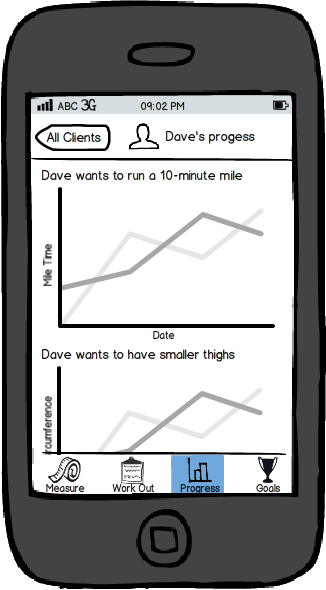 ABC 3G 09:02 PM
All Clients
Dave's progess
Dave wants to run a 10-minute mile
Mile Time
Date
Dave wants to have smaller thighs
rcumference
Measure
Work Out
Progress
Goals